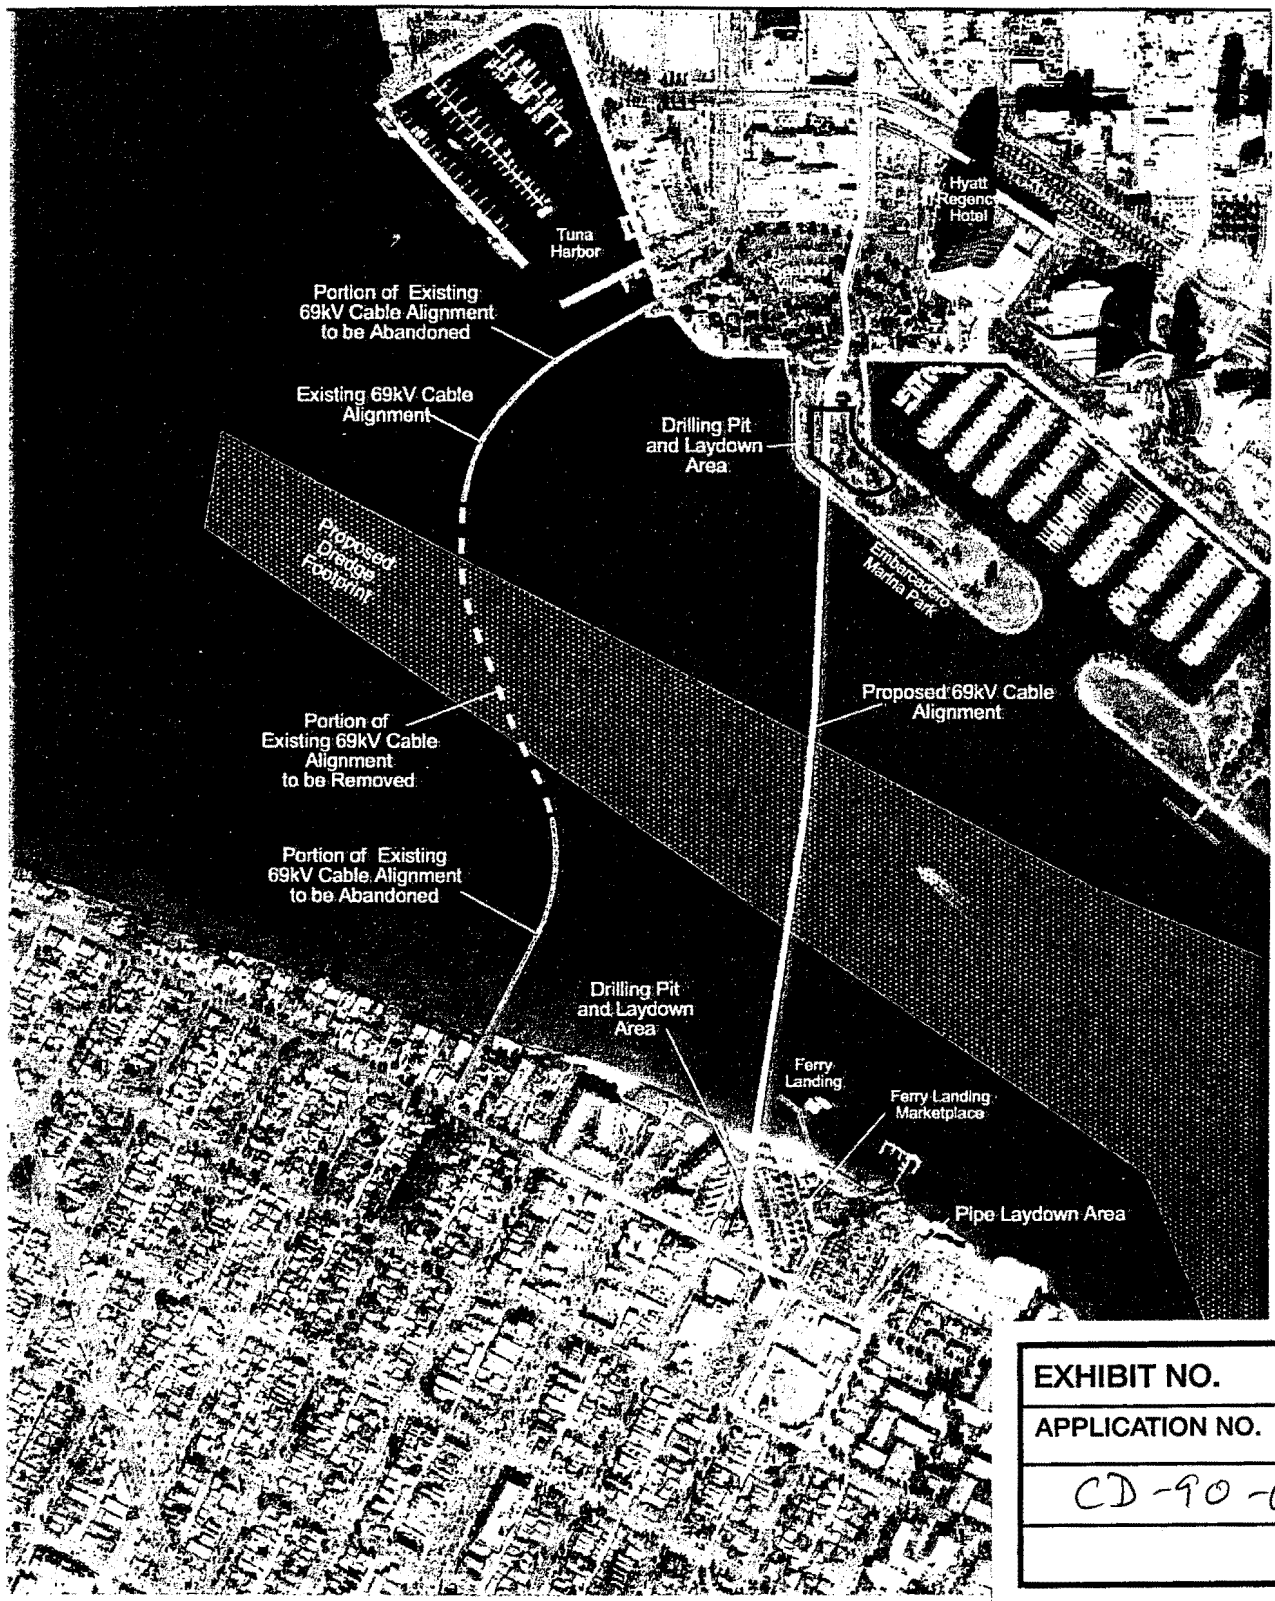 Hyatt
Regency
Hotel
Tuna
Harbor
Portion of Existing
69kV Cable Alignment
to be Abandoned
Existing 69kV Cable
Alignment
Drilling Pit
and Laydown
Area
Proposed
Dredge
Footprint
Embarcadero
Marina Park
Proposed 69kV Cable
Alignment
Portion of
Existing 69kV Cable
Alignment
to be Removed
Portion of Existing
69kV Cable Alignment
to be Abandoned
Drilling Pit
and Laydown
Area
Ferry
Landing
Ferry Landing
Marketplace
Pipe Laydown Area
EXHIBIT NO.
APPLICATION NO.
CD-90-